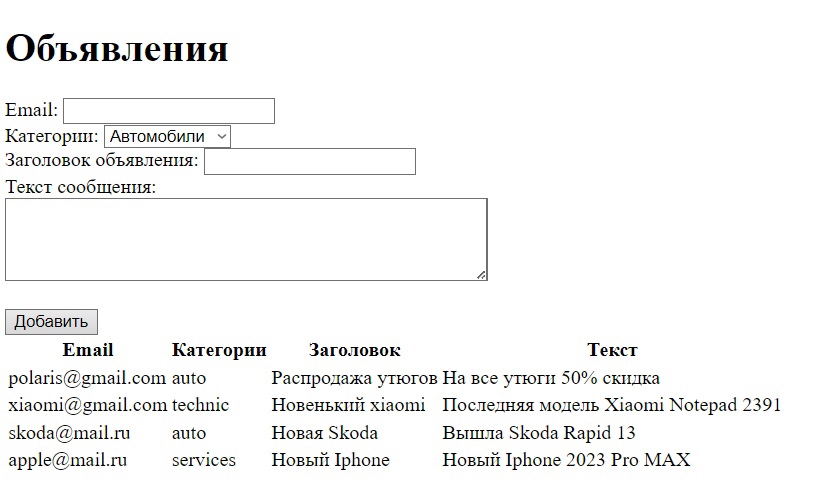 Объявления
Email:
Категории: Автомобили
Заголовок объявления:
Текст сообщения:
Добавить
Email Категории Заголовок Текст
polaris@gmail.com auto Распродажа утюгов На все утюги 50% скидка
xiaomi@gmail.com technic Новенький xiaomi Последняя модель Xiaomi Notepad 2391
skoda@mail.ru auto Новая Skoda Вышла Skoda Rapid 13
apple@mail.ru services Новый Iphone Новый Iphone 2023 Pro MAX